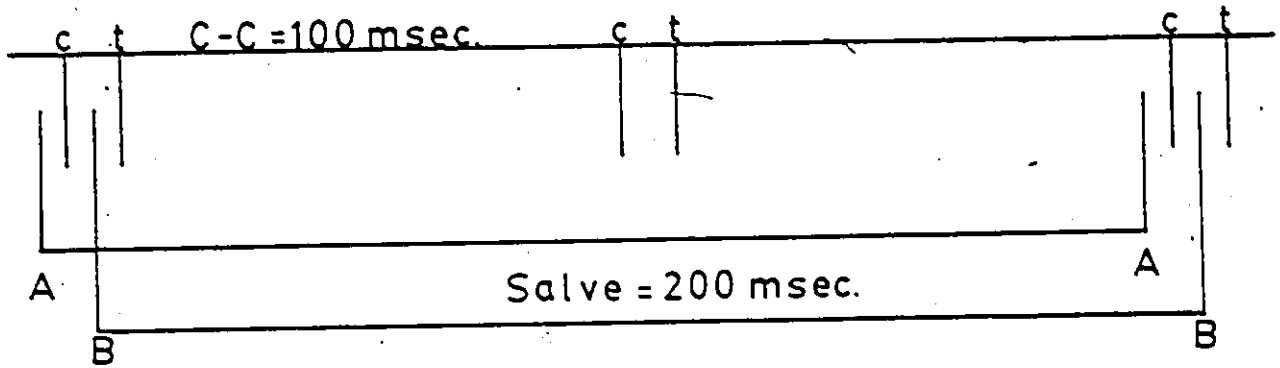 c t C-C = 100 msec. c t c t
A A
Salve = 200 msec.
B B